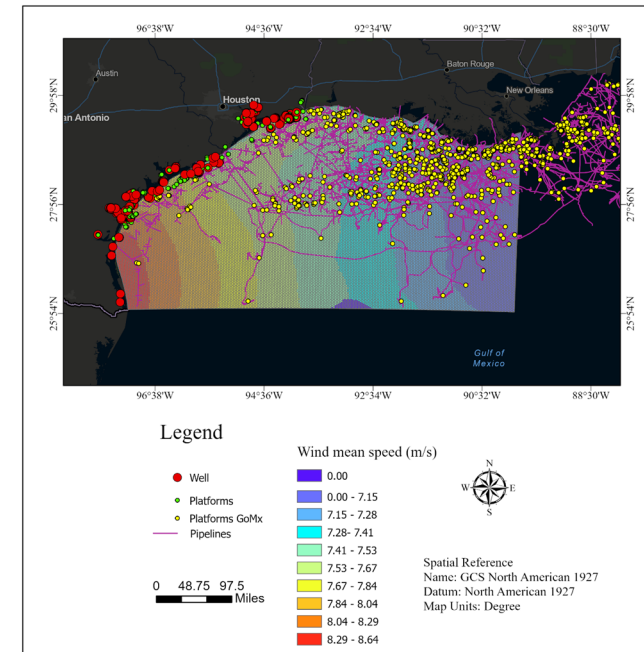 96°38'W 94°36'W 92°34'W 90°32'W 88°30'W
Austin
Baton Rouge
29°58'N
New Orleans
29°58'N
Houston
an Antonio
27°56'N
27°56'N
25°54'N
25°54'N
Gulf of
Mexico
96°38'W 94°36'W 92°34'W 90°32'W 88°30'W
Legend
Well
Platforms
Platforms GoMx
Pipelines
0 48.75 97.5
Miles
Wind mean speed (m/s)
0.00
0.00 - 7.15
7.15 - 7.28
7.28- 7.41
7.41 - 7.53
7.53 - 7.67
7.67 - 7.84
7.84 - 8.04
8.04 - 8.29
8.29 - 8.64
N
W E
S
Spatial Reference
Name: GCS North American 1927
Datum: North American 1927
Map Units: Degree